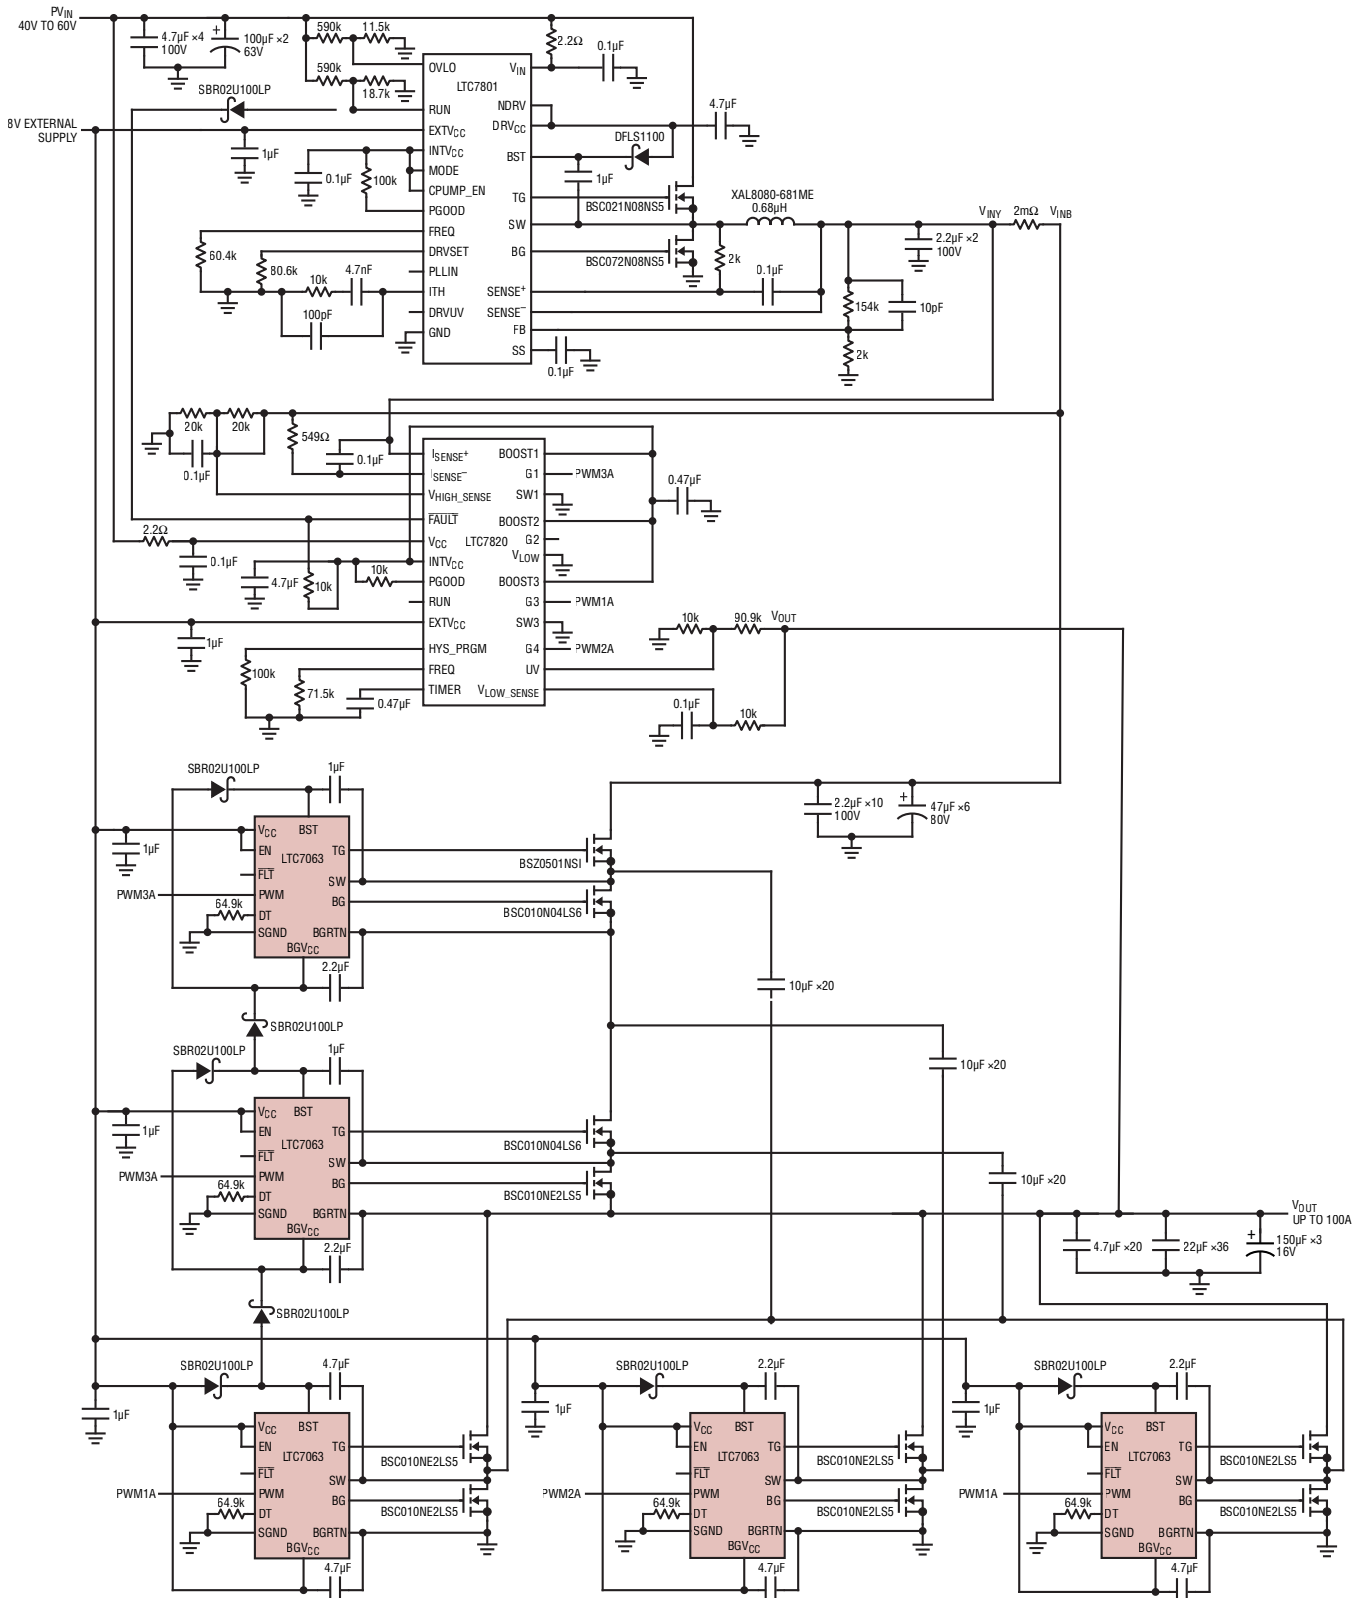 PVIN
40V TO 60V
4.7µF ×4
100V
+
100µF ×2
63V
590k
11.5k
590k
18.7k
2.2Ω
0.1µF
SBR02U100LP
8V EXTERNAL
SUPPLY
1µF
0.1µF
100k
OVLO
RUN
EXTVCC
INTVCC
MODE
CPUMP_EN
PGOOD
FREQ
DRVSET
PLLIN
ITH
DRVUV
GND
LTC7801
VIN
NDRV
DRVCC
BST
TG
SW
BG
SENSE+
SENSE–
FB
SS
4.7µF
DFLS1100
1µF
BSC021N08NS5
BSC072N08NS5
XAL8080-681ME
0.68µH
VINY
2mΩ
VINB
2.2µF ×2
100V
2k
0.1µF
154k
10pF
2k
0.1µF
60.4k
80.6k
10k
4.7nF
100pF
20k
20k
0.1µF
549Ω
0.1µF
2.2Ω
0.1µF
4.7µF
10k
10k
1µF
100k
71.5k
0.47µF
ISENSE+
ISENSE–
VHIGH_SENSE
FAULT
VCC
INTVCC
PGOOD
RUN
EXTVCC
HYS_PRGM
FREQ
TIMER
LTC7820
BOOST1
G1
SW1
BOOST2
G2
VLOW
BOOST3
G3
SW3
G4
UV
VLOW_SENSE
PWM3A
0.47µF
PWM1A
PWM2A
10k
90.9k
VOUT
0.1µF
10k
SBR02U100LP
1µF
1µF
VCC
BST
EN
TG
LTC7063
FLT
SW
PWM
BG
DT
SGND
BGRTN
BGVCC
PWM3A
64.9k
2.2µF
BSZ0501NSI
BSC010N04LS6
2.2µF ×10
100V
+
47µF ×6
80V
10µF ×20
SBR02U100LP
SBR02U100LP
1µF
10µF ×20
1µF
VCC
BST
EN
TG
LTC7063
FLT
SW
PWM
BG
DT
SGND
BGRTN
BGVCC
PWM3A
64.9k
2.2µF
BSC010N04LS6
BSC010NE2LS5
10µF ×20
VOUT
UP TO 100A
4.7µF ×20
22µF ×36
+
150µF ×3
16V
SBR02U100LP
SBR02U100LP
4.7µF
1µF
VCC
BST
EN
TG
LTC7063
FLT
SW
PWM
BG
DT
SGND
BGRTN
BGVCC
PWM1A
64.9k
4.7µF
BSC010NE2LS5
BSC010NE2LS5
SBR02U100LP
2.2µF
1µF
VCC
BST
EN
TG
LTC7063
FLT
SW
PWM
BG
DT
SGND
BGRTN
BGVCC
PWM2A
64.9k
4.7µF
BSC010NE2LS5
BSC010NE2LS5
SBR02U100LP
2.2µF
1µF
VCC
BST
EN
TG
LTC7063
FLT
SW
PWM
BG
DT
SGND
BGRTN
BGVCC
PWM1A
64.9k
4.7µF
BSC010NE2LS5
BSC010NE2LS5